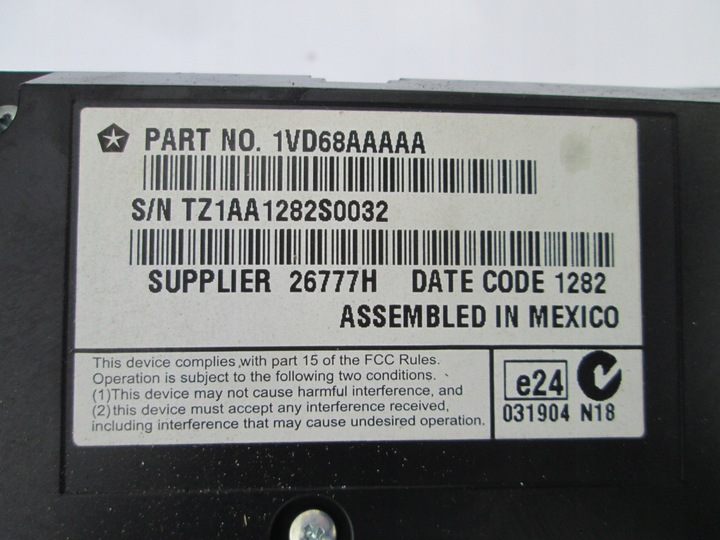 PART NO. 1VD68AAAAA
S/N TZ1AA1282S0032
SUPPLIER 26777H DATE CODE 1282
ASSEMBLED IN MEXICO
This device complies with part 15 of the FCC Rules.
Operation is subject to the following two conditions.
(1)This device may not cause harmful interference, and
(2)this device must accept any interference received,
including interference that may cause undesired operation.
e24
031904 N18